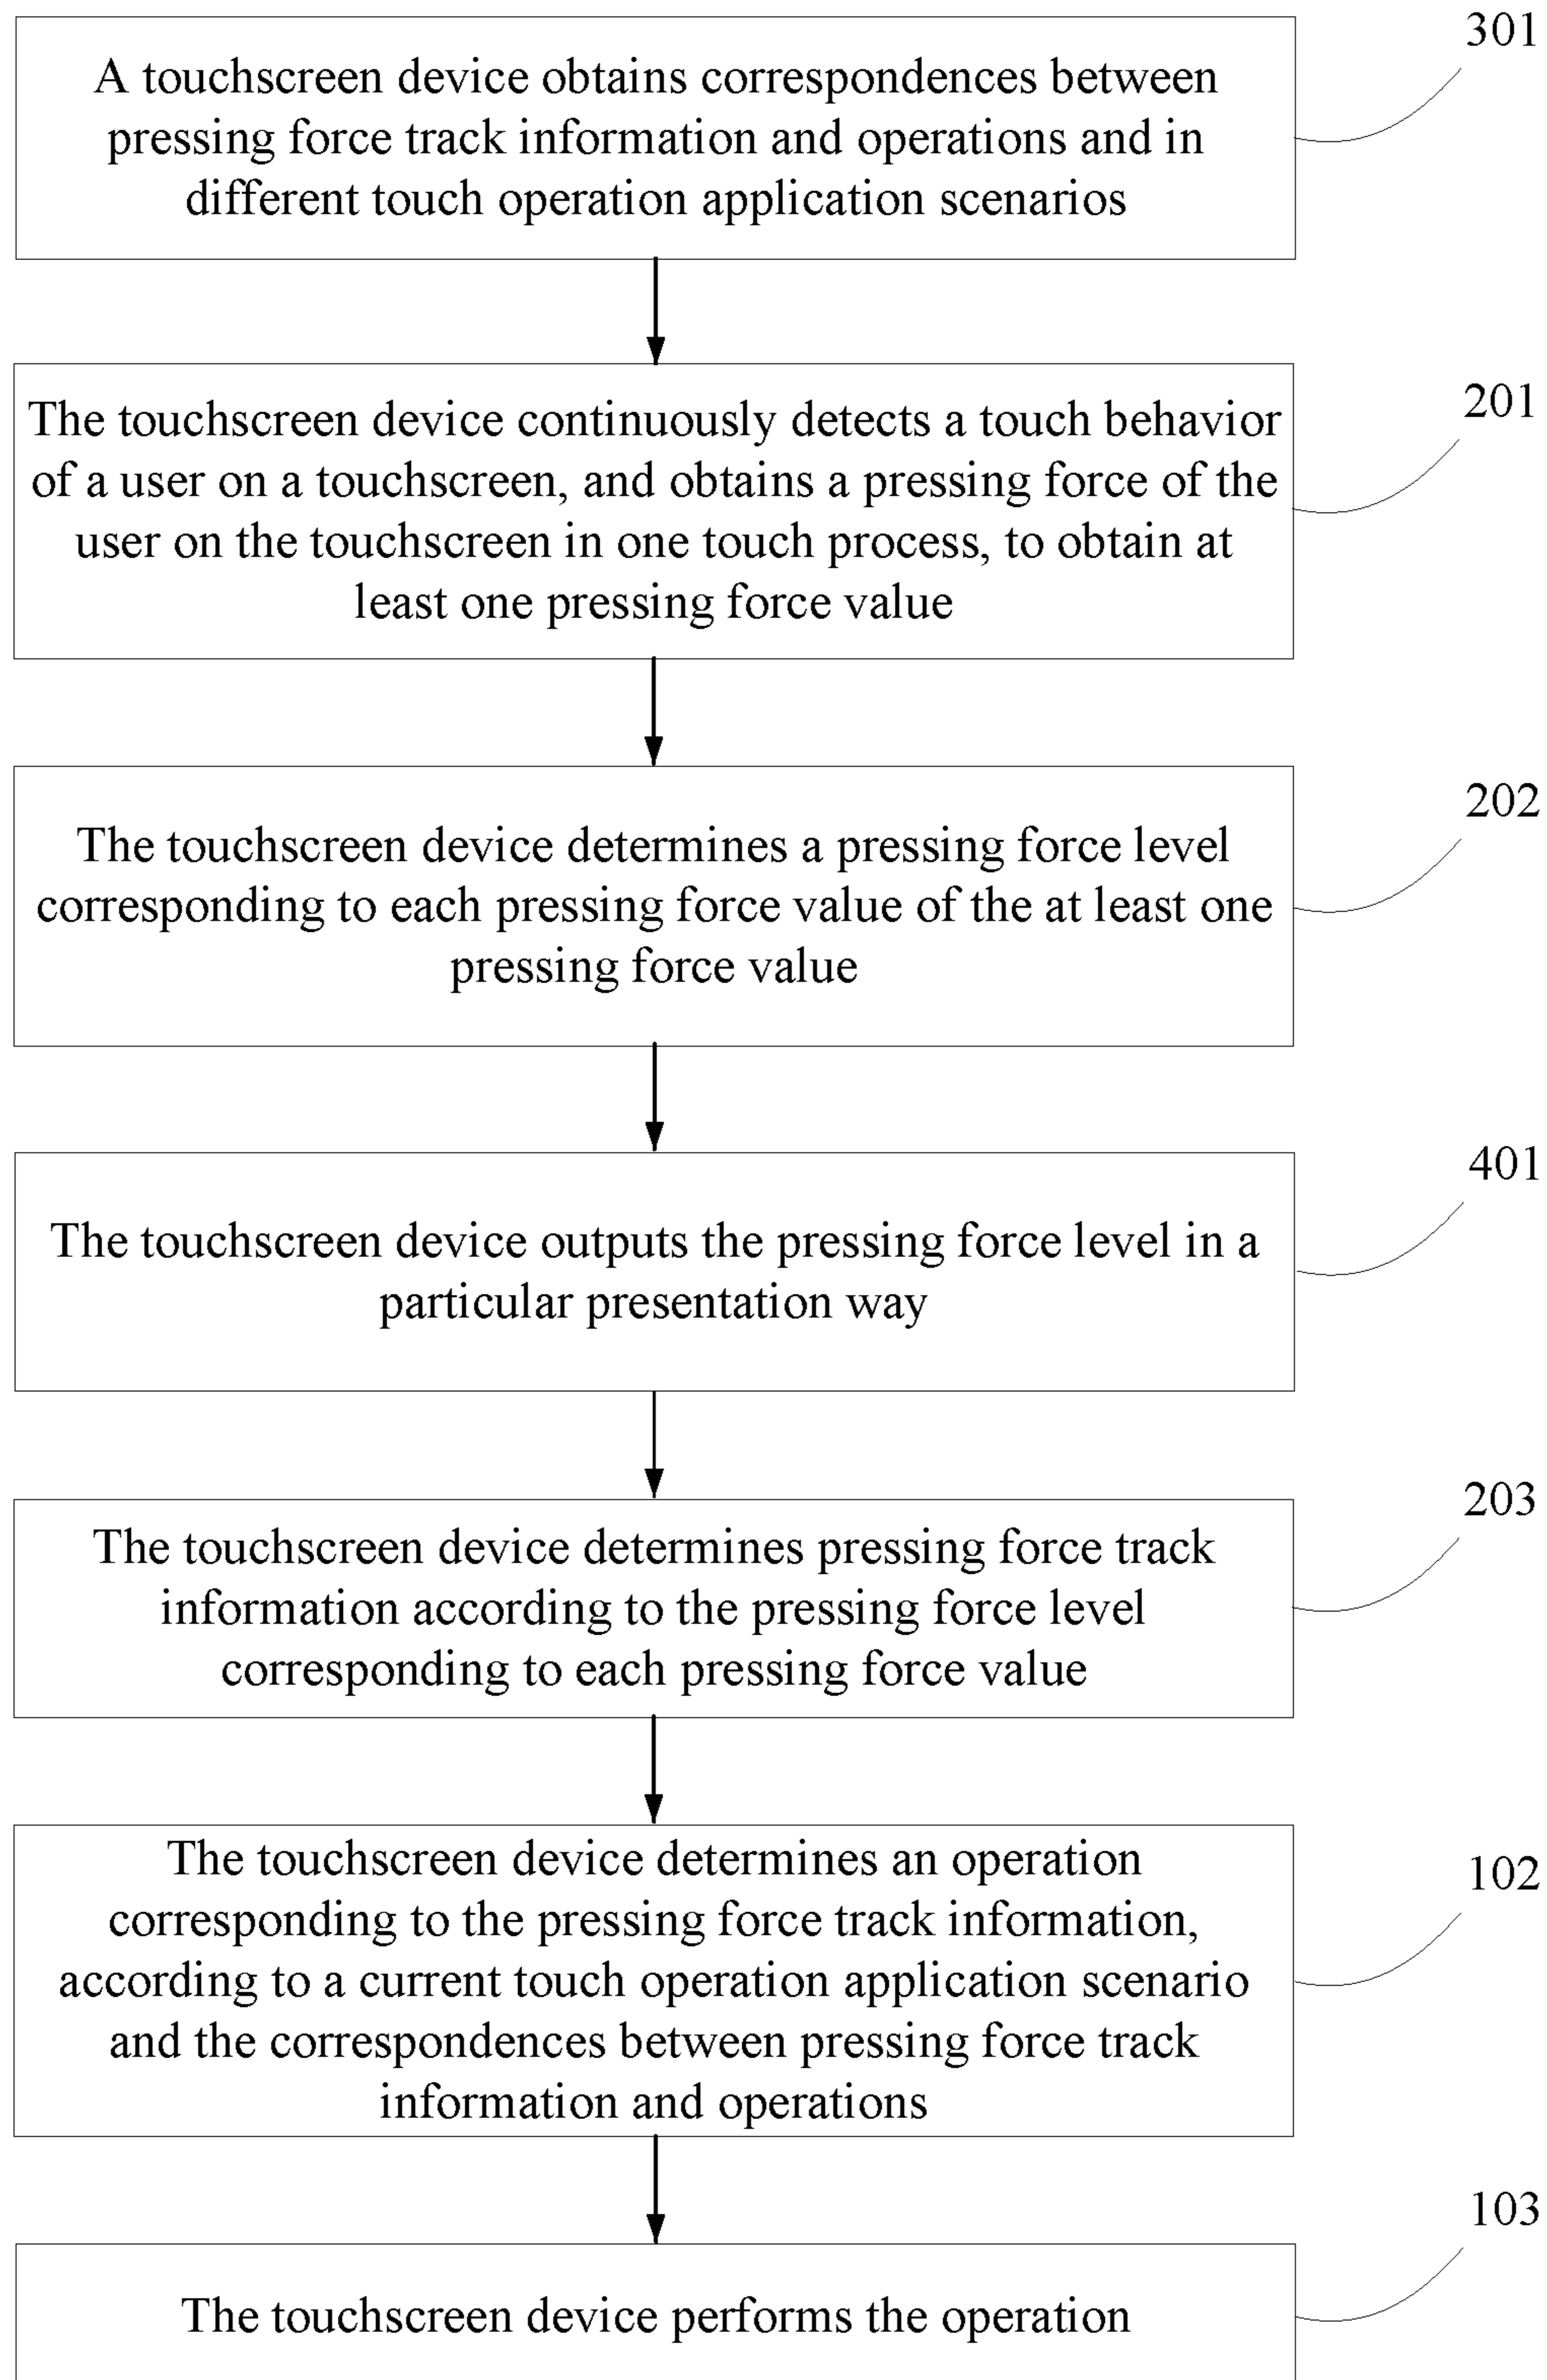 301
A touchscreen device obtains correspondences between
pressing force track information and operations and in
different touch operation application scenarios
201
The touchscreen device continuously detects a touch behavior
of a user on a touchscreen, and obtains a pressing force of the
user on the touchscreen in one touch process, to obtain at
least one pressing force value
202
The touchscreen device determines a pressing force level
corresponding to each pressing force value of the at least one
pressing force value
401
The touchscreen device outputs the pressing force level in a
particular presentation way
203
The touchscreen device determines pressing force track
information according to the pressing force level
corresponding to each pressing force value
102
The touchscreen device determines an operation
corresponding to the pressing force track information,
according to a current touch operation application scenario
and the correspondences between pressing force track
information and operations
103
The touchscreen device performs the operation